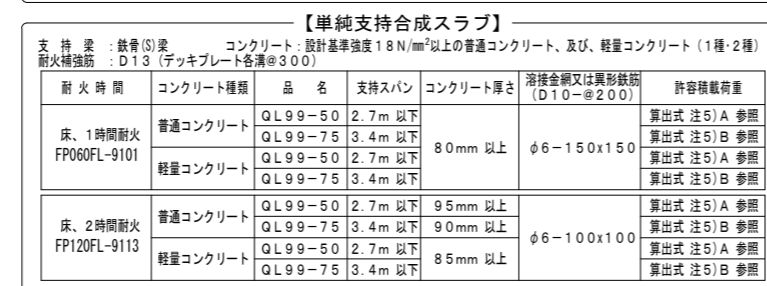 【単純支持合成スラブ】
支持梁：鉄骨(S)梁 コンクリート：設計基準強度18N/㎜²以上の普通コンクリート、及び、軽量コンクリート（1種･2種）
耐火補強筋：D13（デッキプレート各溝@300）
耐火時間 コンクリート種類 品名 支持スパン コンクリート厚さ 溶接金網又は異形鉄筋（D10－@200） 許容積載荷重
床、1時間耐火 FP060FL-9101 普通コンクリート QL99－50 2.7m 以下 80mm 以上 φ6－150x150 算出式 注5）A 参照
QL99－75 3.4m 以下 算出式 注5）B 参照
軽量コンクリート QL99－50 2.7m 以下 算出式 注5）A 参照
QL99－75 3.4m 以下 算出式 注5）B 参照
床、2時間耐火 FP120FL-9113 普通コンクリート QL99－50 2.7m 以下 95mm 以上 φ6－100x100 算出式 注5）A 参照
QL99－75 3.4m 以下 90mm 以上 算出式 注5）B 参照
軽量コンクリート QL99－50 2.7m 以下 85mm 以上 算出式 注5）A 参照
QL99－75 3.4m 以下 算出式 注5）B 参照